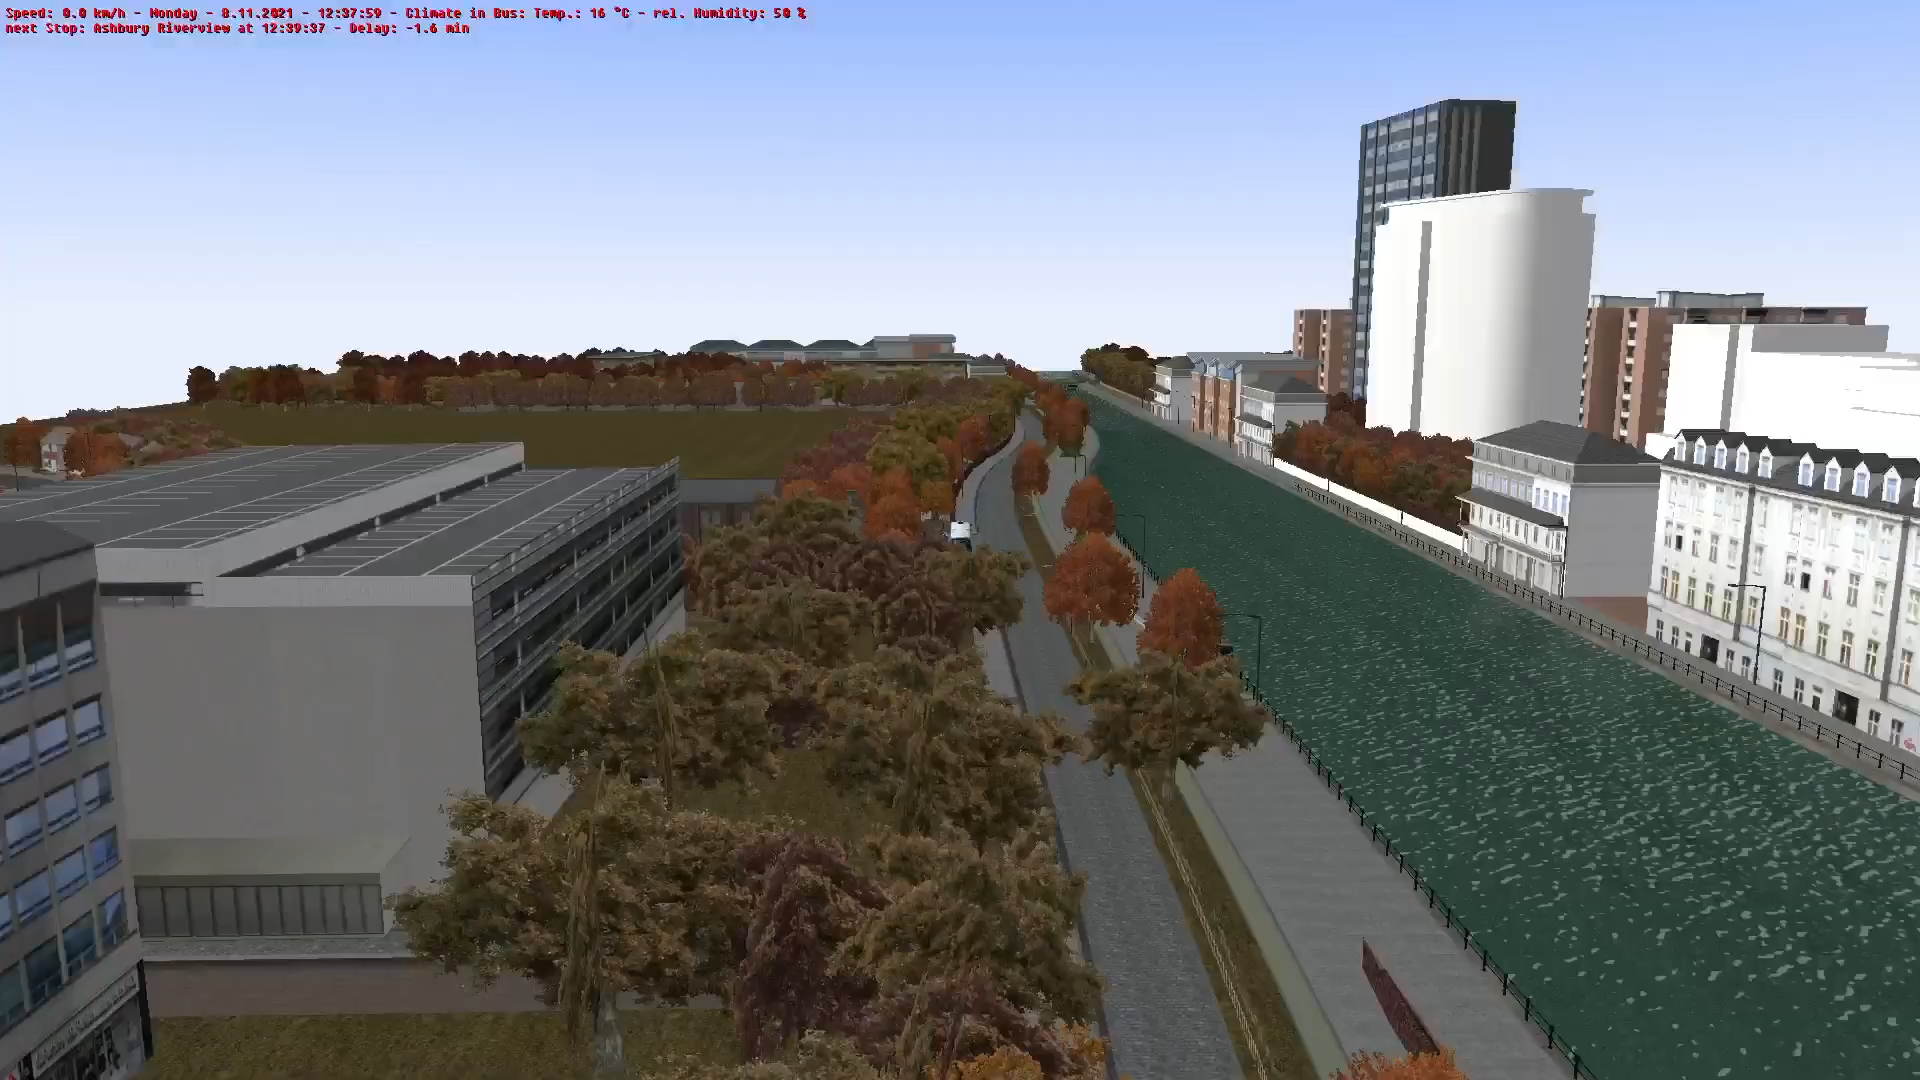 Speed: 0.0 km/h - Monday - 8.11.2021 - 12:37:59 - Climate in Bus: Temp.: 16 °C - rel. Humidity: 50 %
next Stop: Ashbury Riverview at 12:39:37 - Delay: -1.6 min